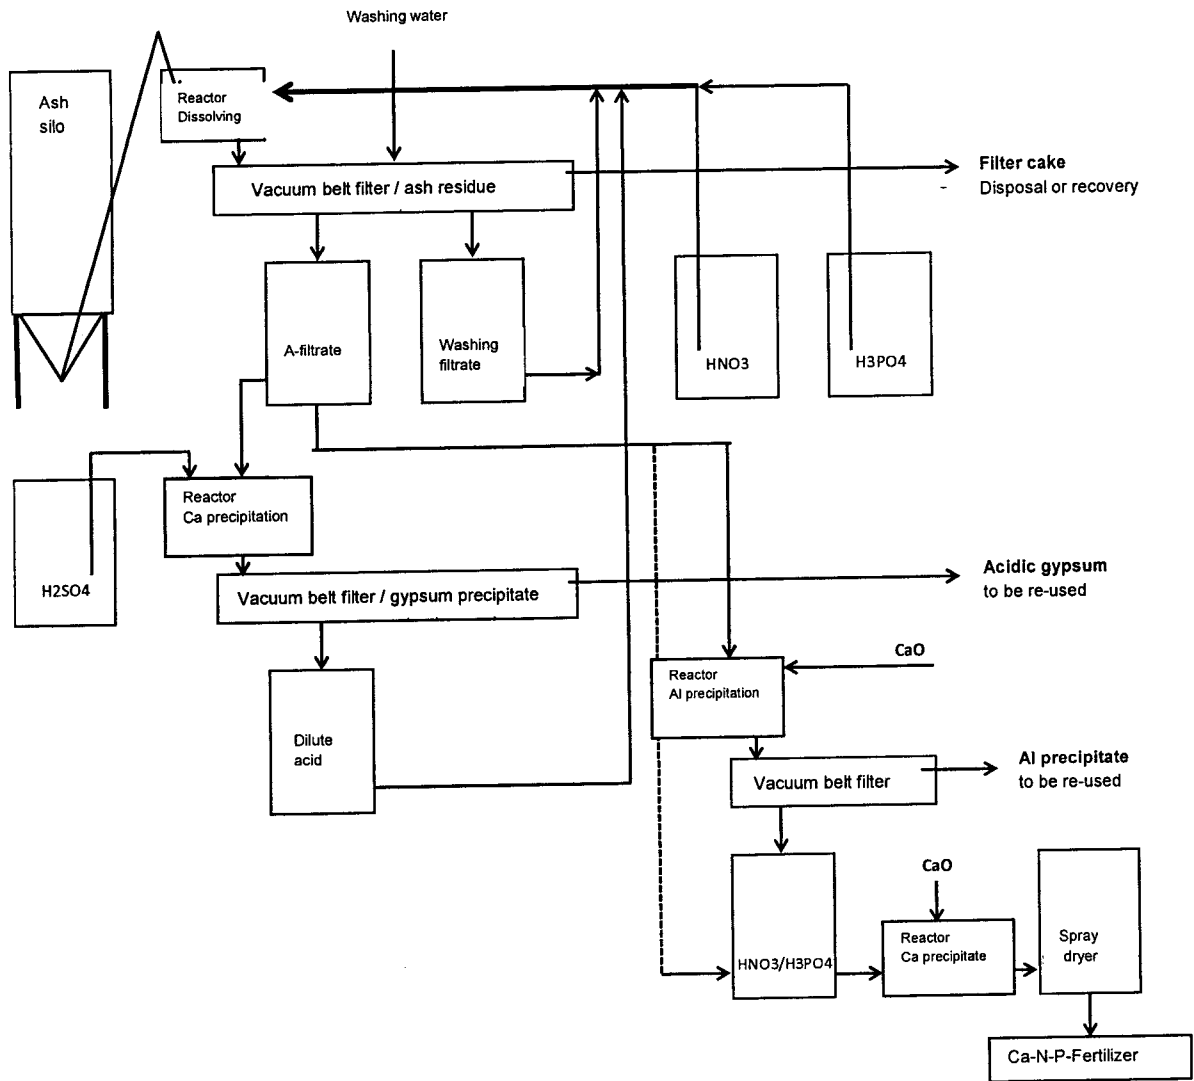 Washing water
Ash
silo
Reactor
Dissolving
Vacuum belt filter / ash residue
Filter cake
Disposal or recovery
A-filtrate
Washing
filtrate
HNO3
H3PO4
Reactor
Ca precipitation
H2SO4
Vacuum belt filter / gypsum precipitate
Acidic gypsum
to be re-used
CaO
Reactor
Al precipitation
Dilute
acid
Vacuum belt filter
Al precipitate
to be re-used
CaO
HNO3/H3PO4
Reactor
Ca precipitate
Spray
dryer
Ca-N-P-Fertilizer